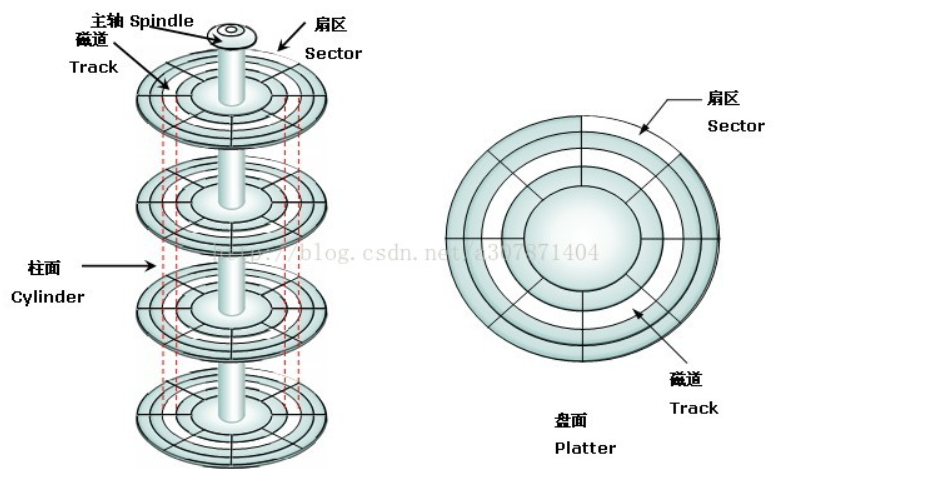 主轴 Spindle
磁道
Track
扇区
Sector
柱面
Cylinder
http://blog.csdn.net/a307871404
扇区
Sector
磁道
Track
盘面
Platter